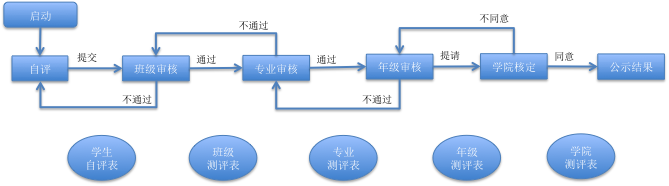 启动
不通过
不同意
自评
提交
班级审核
通过
专业审核
通过
年级审核
提请
学院核定
同意
公示结果
不通过
不通过
学生
自评表
班级
测评表
专业
测评表
年级
测评表
学院
测评表